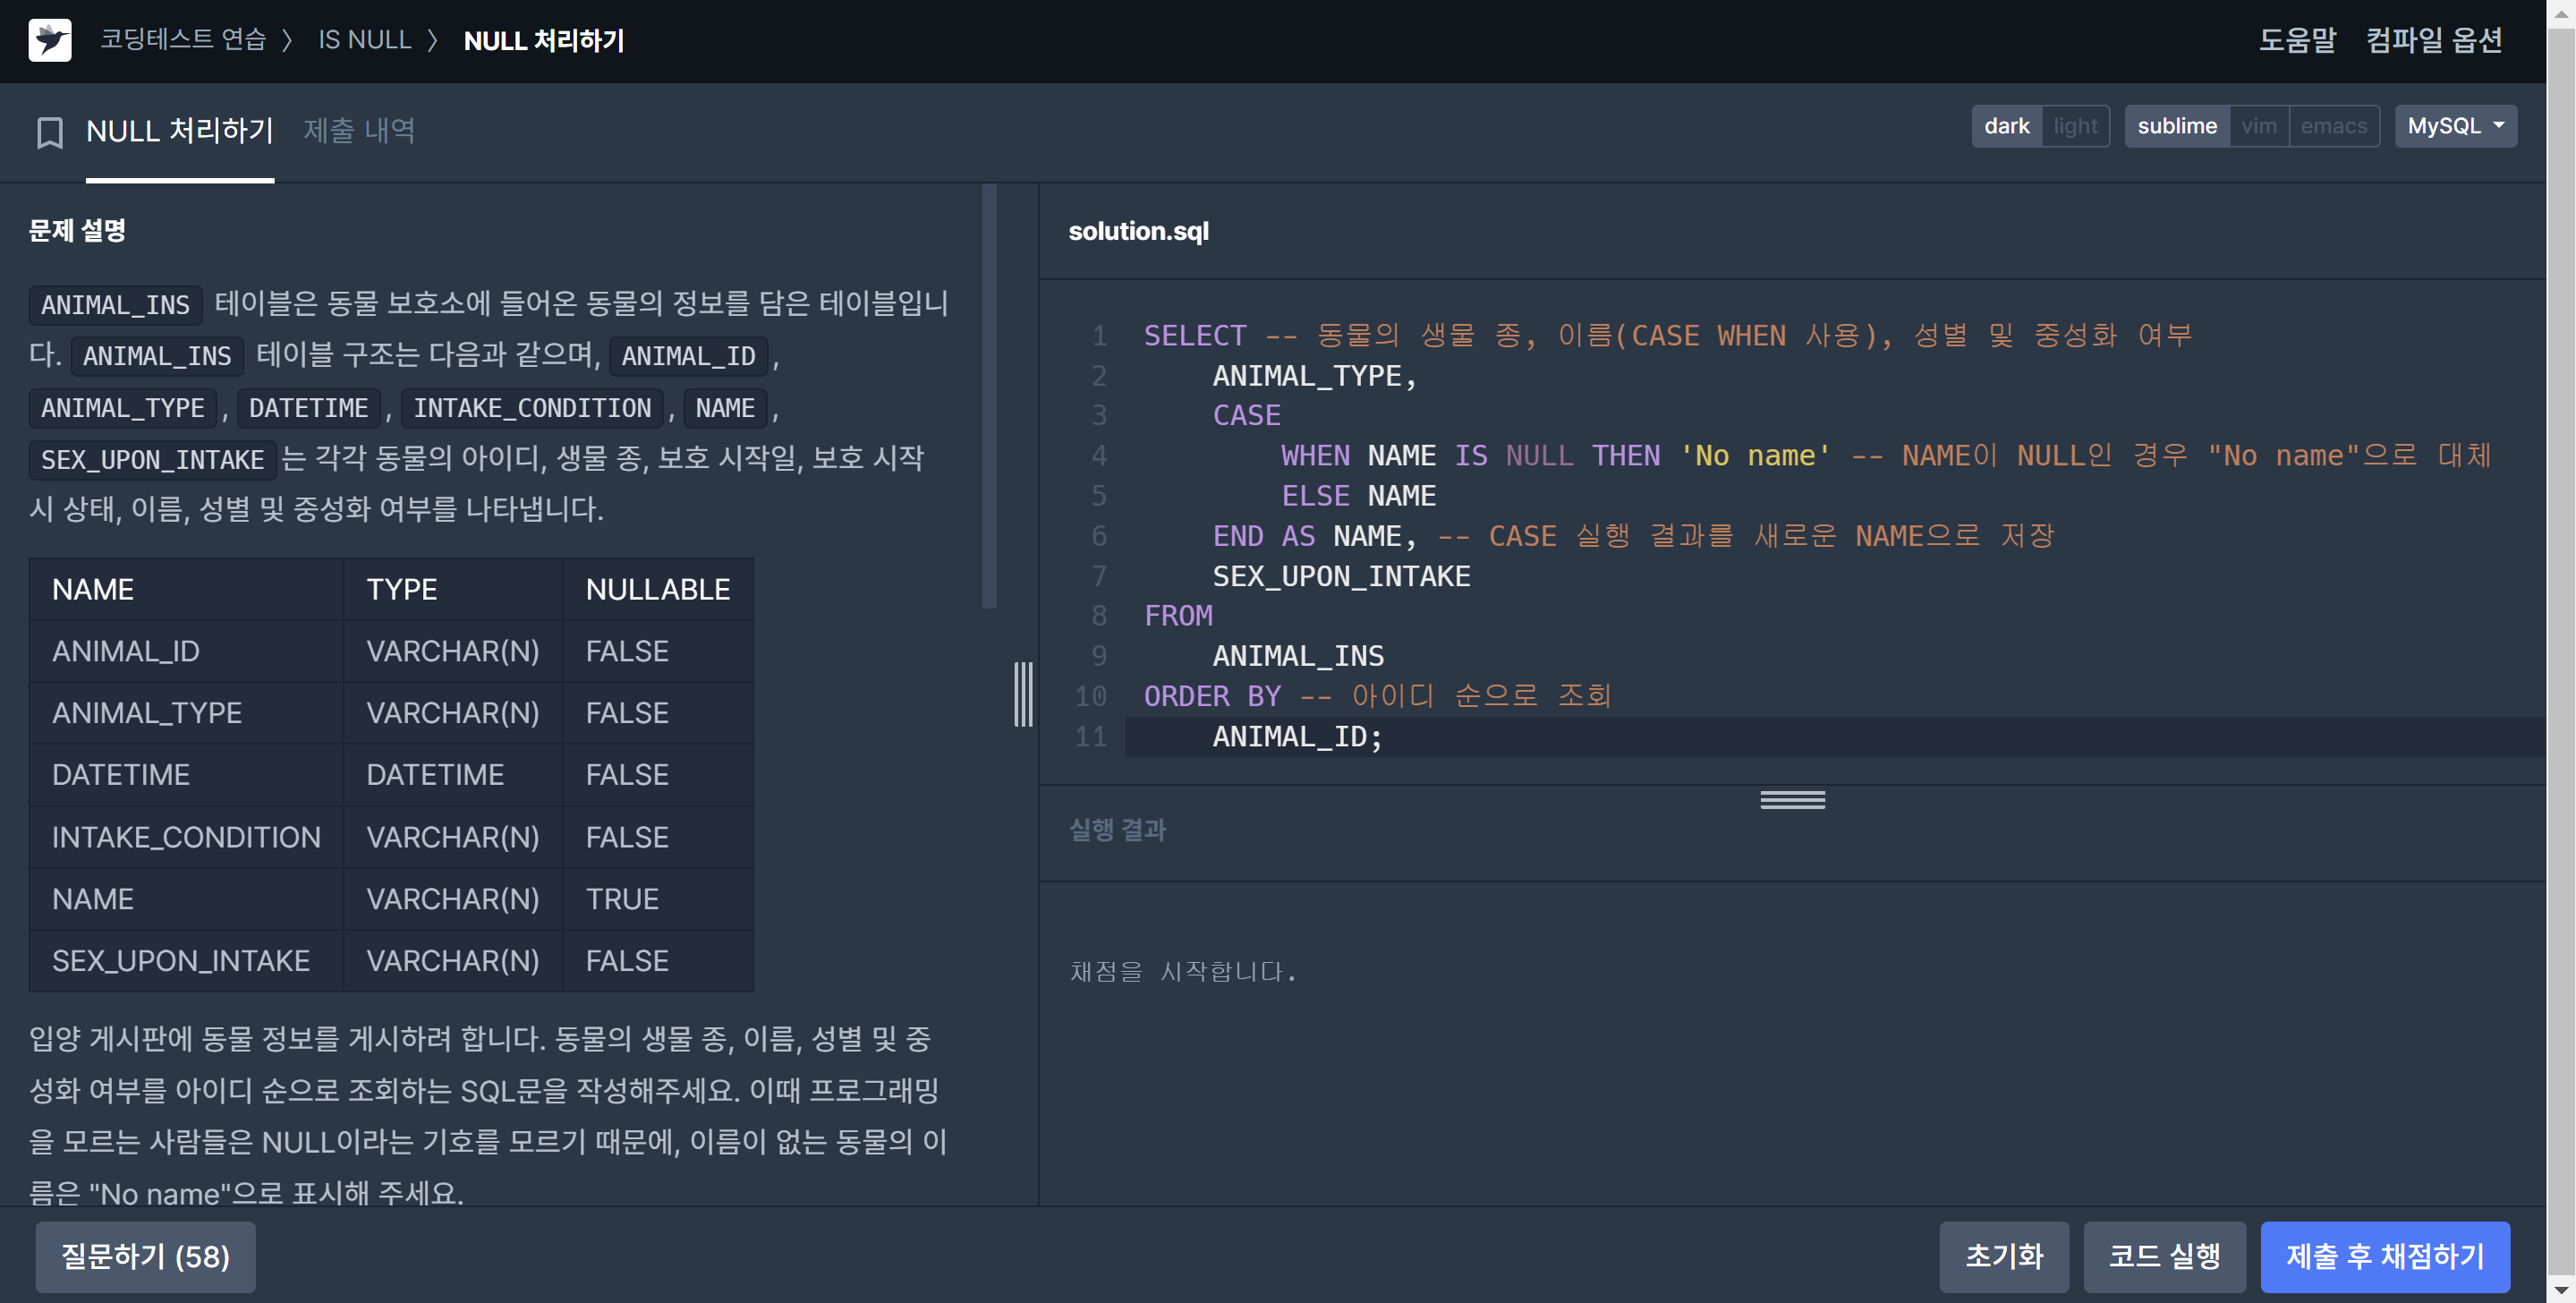 코딩테스트 연습 〉 IS NULL 〉 NULL 처리하기
도움말 컴파일 옵션
NULL 처리하기 제출 내역
dark light sublime vim emacs MySQL
문제 설명
ANIMAL_INS 테이블은 동물 보호소에 들어온 동물의 정보를 담은 테이블입니
다. ANIMAL_INS 테이블 구조는 다음과 같으며, ANIMAL_ID ,
ANIMAL_TYPE , DATETIME , INTAKE_CONDITION , NAME ,
SEX_UPON_INTAKE 는 각각 동물의 아이디, 생물 종, 보호 시작일, 보호 시작
시 상태, 이름, 성별 및 중성화 여부를 나타냅니다.
NAME TYPE NULLABLE
ANIMAL_ID VARCHAR(N) FALSE
ANIMAL_TYPE VARCHAR(N) FALSE
DATETIME DATETIME FALSE
INTAKE_CONDITION VARCHAR(N) FALSE
NAME VARCHAR(N) TRUE
SEX_UPON_INTAKE VARCHAR(N) FALSE
입양 게시판에 동물 정보를 게시하려 합니다. 동물의 생물 종, 이름, 성별 및 중
성화 여부를 아이디 순으로 조회하는 SQL문을 작성해주세요. 이때 프로그래밍
을 모르는 사람들은 NULL이라는 기호를 모르기 때문에, 이름이 없는 동물의 이
름은 "No name"으로 표시해 주세요.
solution.sql
1 SELECT -- 동물의 생물 종, 이름(CASE WHEN 사용), 성별 및 중성화 여부
2 ANIMAL_TYPE,
3 CASE
4 WHEN NAME IS NULL THEN 'No name' -- NAME이 NULL인 경우 "No name"으로 대체
5 ELSE NAME
6 END AS NAME, -- CASE 실행 결과를 새로운 NAME으로 저장
7 SEX_UPON_INTAKE
8 FROM
9 ANIMAL_INS
10 ORDER BY -- 아이디 순으로 조회
11 ANIMAL_ID;
실행 결과
채점을 시작합니다.
질문하기 (58)
초기화 코드 실행 제출 후 채점하기